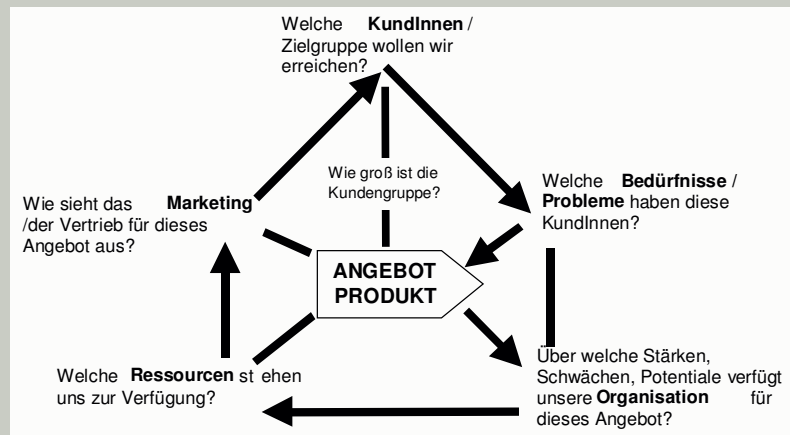 Welche KundInnen /
Zielgruppe wollen wir
erreichen?
Wie groß ist die
Kundengruppe?
Welche Bedürfnisse /
Probleme haben diese
KundInnen?
Wie sieht das Marketing
/der Vertrieb für dieses
Angebot aus?
ANGEBOT
PRODUKT
Über welche Stärken,
Schwächen, Potentiale verfügt
unsere Organisation für
dieses Angebot?
Welche Ressourcen st ehen
uns zur Verfügung?